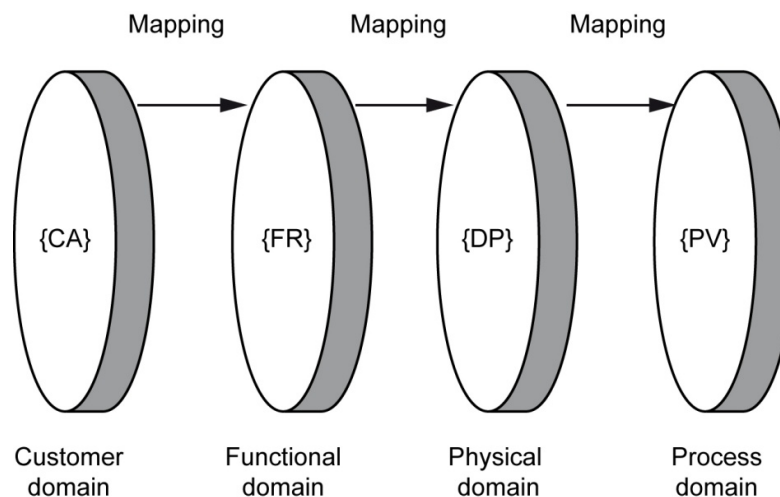 Mapping Mapping Mapping
{CA} {FR} {DP} {PV}
Customer domain
Functional domain
Physical domain
Process domain